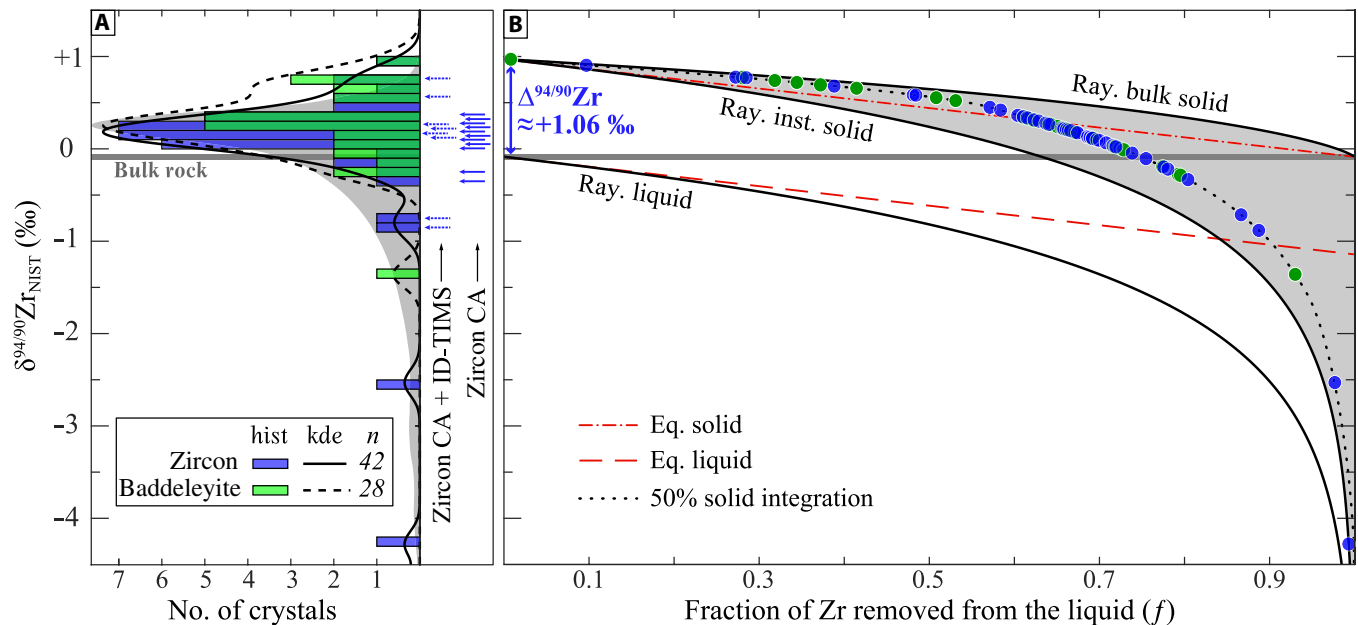 A
δ94/90ZrNIST (‰)
+1
0
−1
−2
−3
−4
Bulk rock
hist kde n
Zircon 42
Baddeleyite 28
Zircon CA + ID-TIMS
Zircon CA
7 6 5 4 3 2 1
No. of crystals
B
Δ94/90Zr
≈+1.06 ‰
Ray. bulk solid
Ray. inst. solid
Ray. liquid
Eq. solid
Eq. liquid
50% solid integration
0.1 0.3 0.5 0.7 0.9
Fraction of Zr removed from the liquid (f)